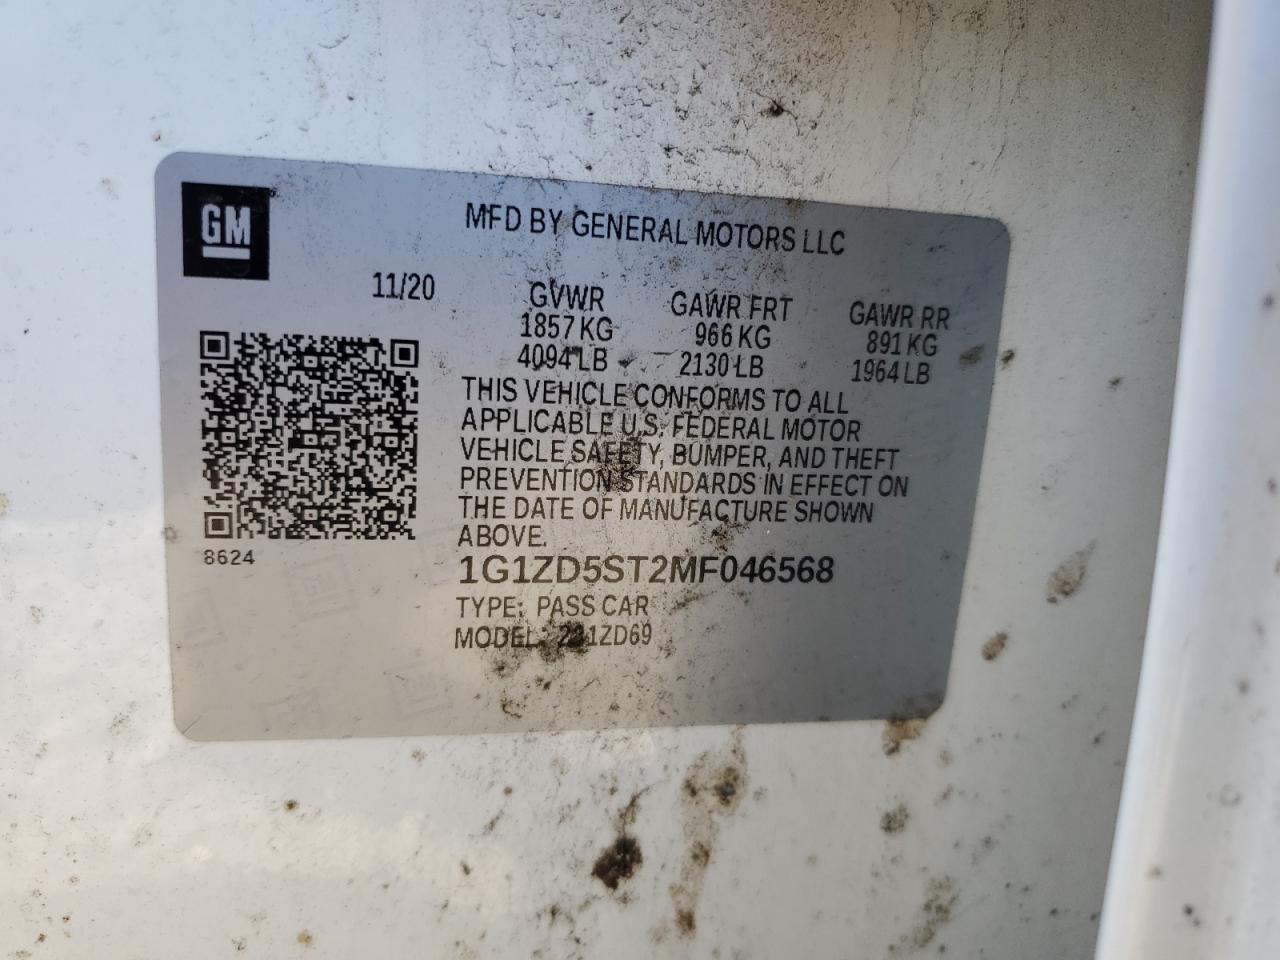 GM
MFD BY GENERAL MOTORS LLC
11/20
GVWR GAWR FRT GAWR RR
1857 KG 966 KG 891 KG
4094 LB 2130 LB 1964 LB
THIS VEHICLE CONFORMS TO ALL
APPLICABLE U.S. FEDERAL MOTOR
VEHICLE SAFETY, BUMPER, AND THEFT
PREVENTION STANDARDS IN EFFECT ON
THE DATE OF MANUFACTURE SHOWN
ABOVE.
8624
1G1ZD5ST2MF046568
TYPE: PASS CAR
MODEL: